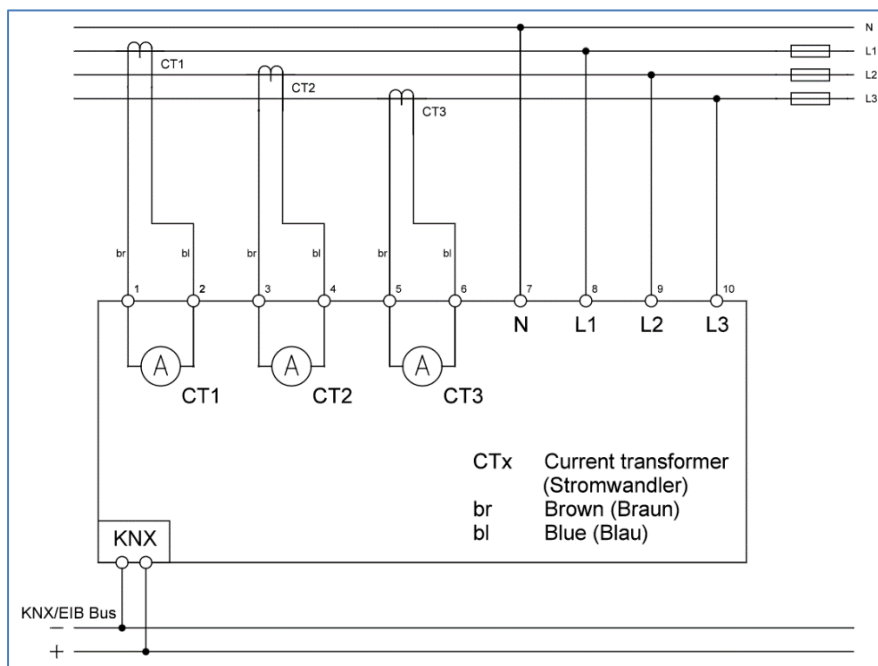 N
L1
L2
L3
CT1
CT2
CT3
br
bl
br
bl
br
bl
1
2
3
4
5
6
7
8
9
10
N
L1
L2
L3
A
A
A
CT1
CT2
CT3
CTx Current transformer
(Stromwandler)
br Brown (Braun)
bl Blue (Blau)
KNX
KNX/EIB Bus
−
+